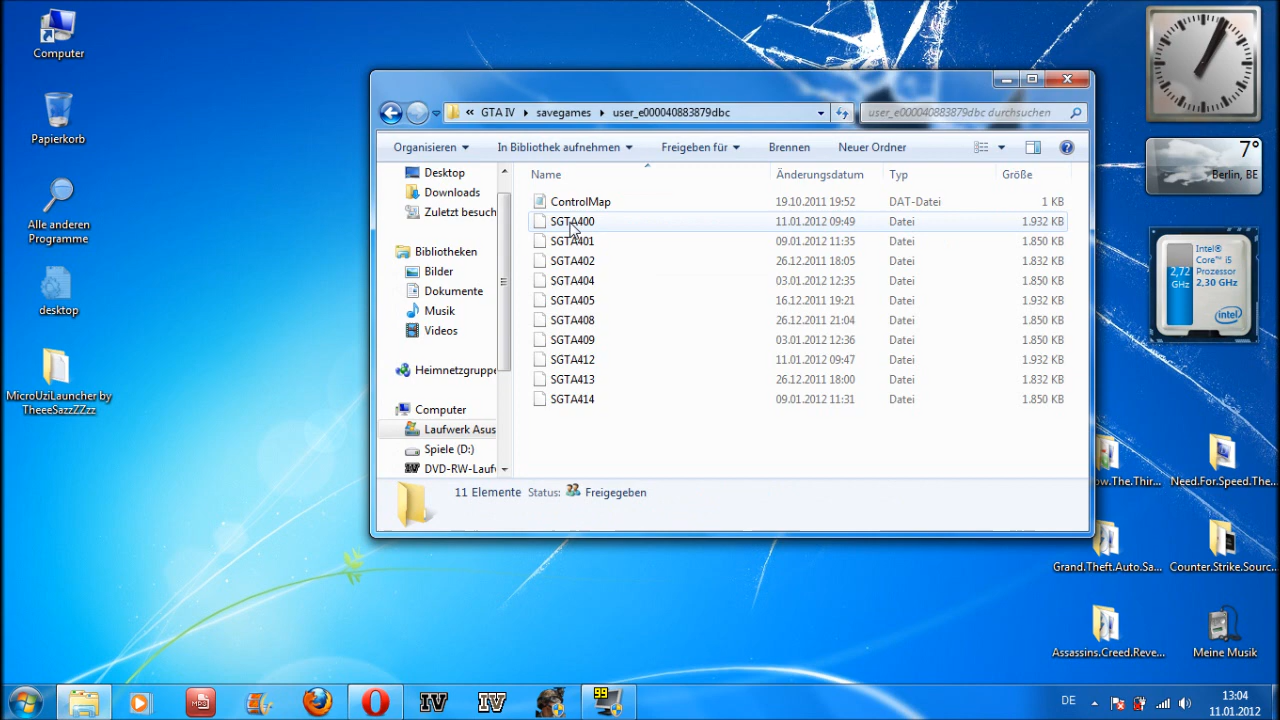 Computer
Papierkorb
Alle anderen
Programme
desktop
MicroUziLauncher by
TheeeSazzZZzz
« GTA IV savegames user_e000040883879dbc
user_e000040883879dbc durchsuchen
Organisieren In Bibliothek aufnehmen Freigeben für Brennen Neuer Ordner
Desktop
Downloads
Zuletzt besuch
Bibliotheken
Bilder
Dokumente
Musik
Videos
Heimnetzgruppe
Computer
Laufwerk Asus
Spiele (D:)
DVD-RW-Laufv
Name Änderungsdatum Typ Größe
ControlMap 19.10.2011 19:52 DAT-Datei 1 KB
SGTA400 11.01.2012 09:49 Datei 1.932 KB
SGTA401 09.01.2012 11:35 Datei 1.850 KB
SGTA402 26.12.2011 18:05 Datei 1.832 KB
SGTA404 03.01.2012 12:35 Datei 1.850 KB
SGTA405 16.12.2011 19:21 Datei 1.932 KB
SGTA408 26.12.2011 21:04 Datei 1.850 KB
SGTA409 03.01.2012 12:36 Datei 1.850 KB
SGTA412 11.01.2012 09:47 Datei 1.932 KB
SGTA413 26.12.2011 18:00 Datei 1.832 KB
SGTA414 09.01.2012 11:31 Datei 1.850 KB
11 Elemente Status: Freigegeben
7°
Berlin, BE
2,72
GHz
Intel®
Core™ i5
Prozessor
2,30 GHz
intel
ow.The.Thir...
Need.For.Speed.The...
Grand.Theft.Auto.Sa...
Counter.Strike.Sourc...
Assassins.Creed.Reve...
Meine Musik
MP3
IV
IV
99
DE
13:04
11.01.2012